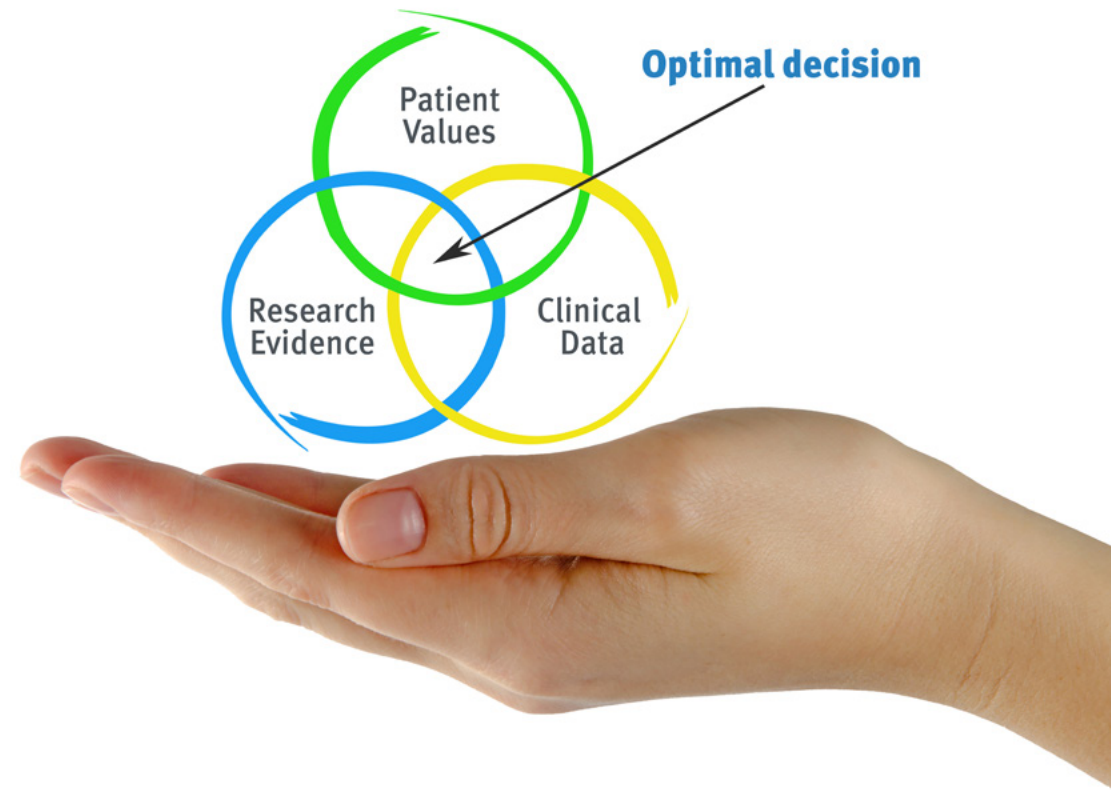 Optimal decision
Patient
Values
Research
Evidence
Clinical
Data